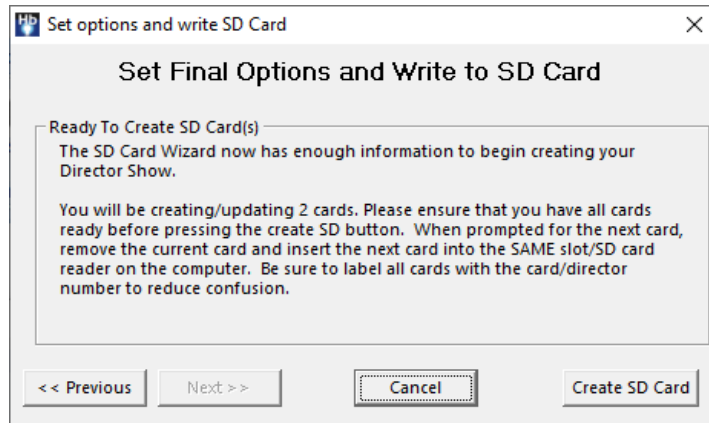 Hb Set options and write SD Card
Set Final Options and Write to SD Card
Ready To Create SD Card(s)
The SD Card Wizard now has enough information to begin creating your
Director Show.
You will be creating/updating 2 cards. Please ensure that you have all cards
ready before pressing the create SD button.  When prompted for the next card,
remove the current card and insert the next card into the SAME slot/SD card
reader on the computer.  Be sure to label all cards with the card/director
number to reduce confusion.
<< Previous Next >> Cancel Create SD Card